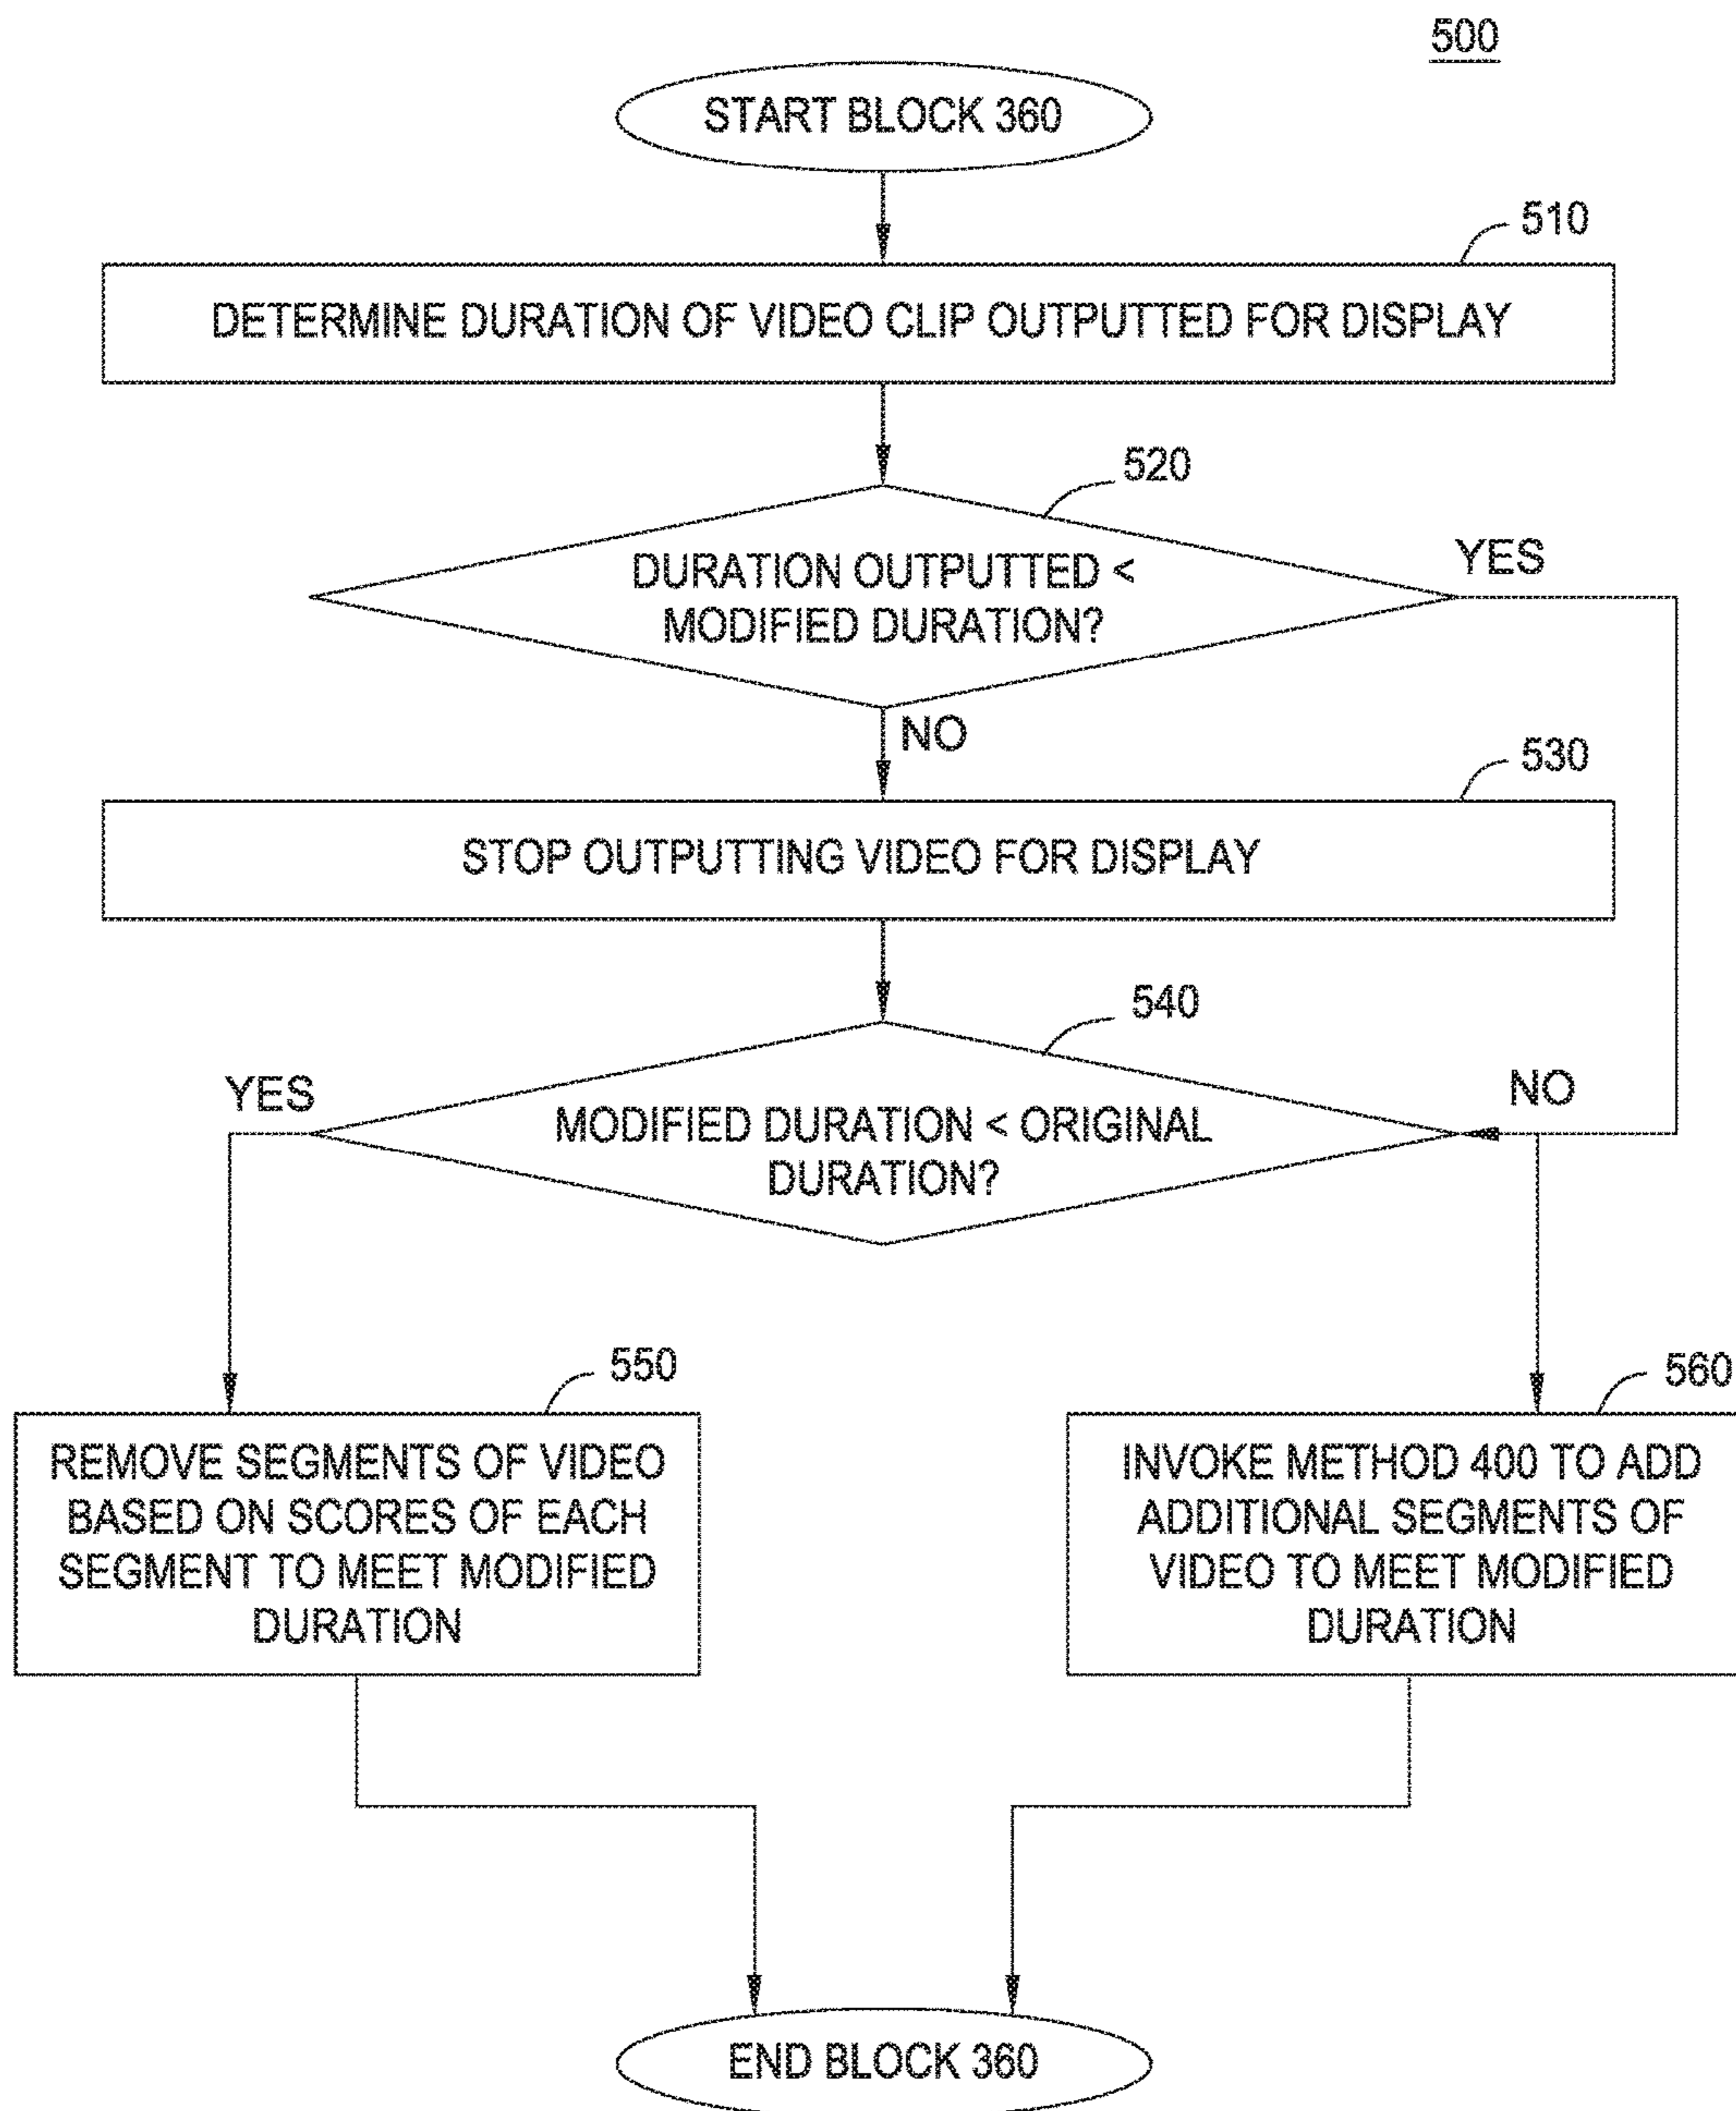 500
START BLOCK 360
510
DETERMINE DURATION OF VIDEO CLIP OUTPUTTED FOR DISPLAY
520
DURATION OUTPUTTED <
MODIFIED DURATION?
YES
NO
530
STOP OUTPUTTING VIDEO FOR DISPLAY
540
YES
MODIFIED DURATION < ORIGINAL
DURATION?
NO
550
REMOVE SEGMENTS OF VIDEO
BASED ON SCORES OF EACH
SEGMENT TO MEET MODIFIED
DURATION
560
INVOKE METHOD 400 TO ADD
ADDITIONAL SEGMENTS OF
VIDEO TO MEET MODIFIED
DURATION
END BLOCK 360